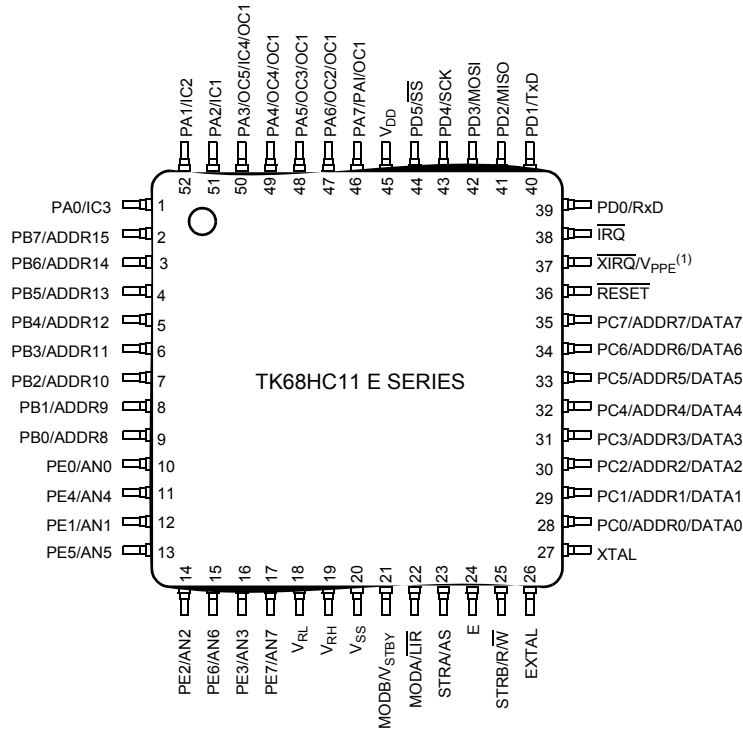 PA1/IC2
PA2/IC1
PA3/OC5/IC4/OC1
PA4/OC4/OC1
PA5/OC3/OC1
PA6/OC2/OC1
PA7/PAI/OC1
VDD
PD5/S̅S̅
PD4/SCK
PD3/MOSI
PD2/MISO
PD1/TxD
52
51
50
49
48
47
46
45
44
43
42
41
40
PA0/IC3 1
PB7/ADDR15 2
PB6/ADDR14 3
PB5/ADDR13 4
PB4/ADDR12 5
PB3/ADDR11 6
PB2/ADDR10 7
PB1/ADDR9 8
PB0/ADDR8 9
PE0/AN0 10
PE4/AN4 11
PE1/AN1 12
PE5/AN5 13
TK68HC11 E SERIES
39 PD0/RxD
38 I̅R̅Q̅
37 X̅I̅R̅Q̅/VPPE(1)
36 R̅E̅S̅E̅T̅
35 PC7/ADDR7/DATA7
34 PC6/ADDR6/DATA6
33 PC5/ADDR5/DATA5
32 PC4/ADDR4/DATA4
31 PC3/ADDR3/DATA3
30 PC2/ADDR2/DATA2
29 PC1/ADDR1/DATA1
28 PC0/ADDR0/DATA0
27 XTAL
14
15
16
17
18
19
20
21
22
23
24
25
26
PE2/AN2
PE6/AN6
PE3/AN3
PE7/AN7
VRL
VRH
VSS
MODB/VSTBY
MODA/L̅I̅R̅
STRA/AS
E
STRB/R/W̅
EXTAL